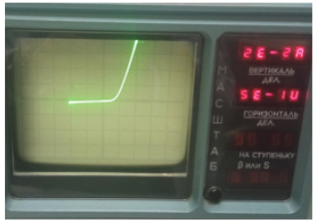 2E-2A
ВЕРТИКАЛЬ
ДЕЛ.
5E-1U
ГОРИЗОНТАЛЬ
ДЕЛ.
НА СТУПЕНЬКУ
β ИЛИ S
МАСШТАБ